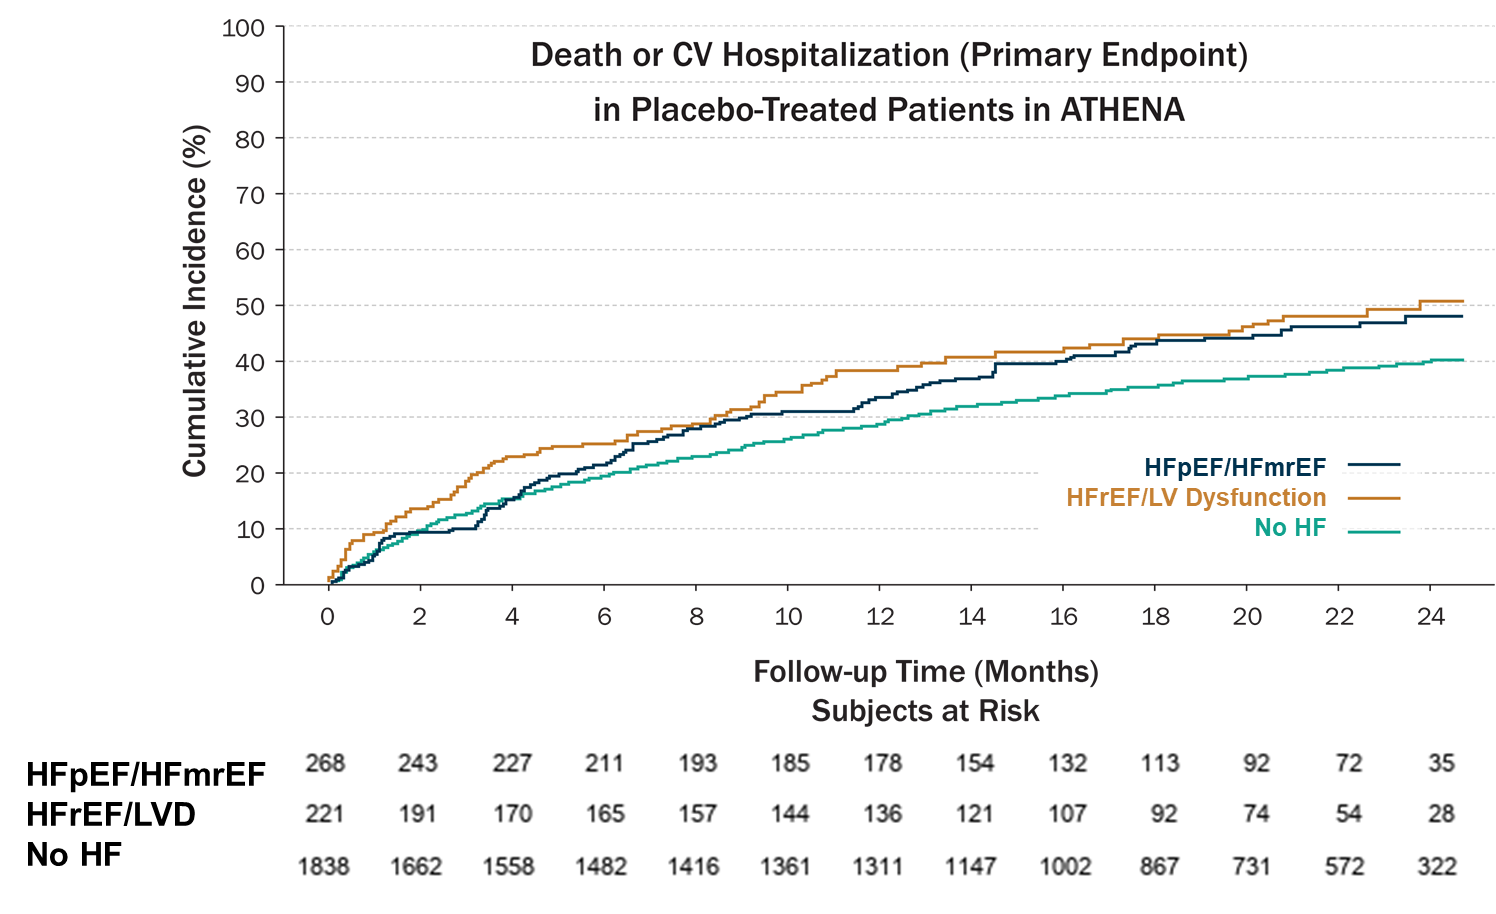 Death or CV Hospitalization (Primary Endpoint)
in Placebo-Treated Patients in ATHENA
Cumulative Incidence (%)
100
90
80
70
60
50
40
30
20
10
0
HFpEF/HFmrEF
HFrEF/LV Dysfunction
No HF
0 2 4 6 8 10 12 14 16 18 20 22 24
Follow-up Time (Months)
Subjects at Risk
HFpEF/HFmrEF 268 243 227 211 193 185 178 154 132 113 92 72 35
HFrEF/LVD 221 191 170 165 157 144 136 121 107 92 74 54 28
No HF 1838 1662 1558 1482 1416 1361 1311 1147 1002 867 731 572 322